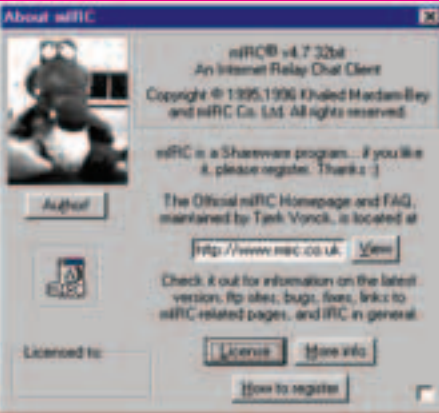 About mIRC
mIRC® v4.7 32bit
An Internet Relay Chat Client
Copyright © 1995,1996 Khaled Mardam-Bey
and mIRC Co. Ltd. All rights reserved.
mIRC is a Shareware program... if you like
it, please register. Thanks :)
Author!
The Official mIRC Homepage and FAQ,
maintained by Tjerk Vonck, is located at
http://www.mirc.co.uk
View
Check it out for information on the latest
version, ftp sites, bugs, fixes, links to
mIRC related pages, and IRC in general.
Licensed to:
License
More info
How to register